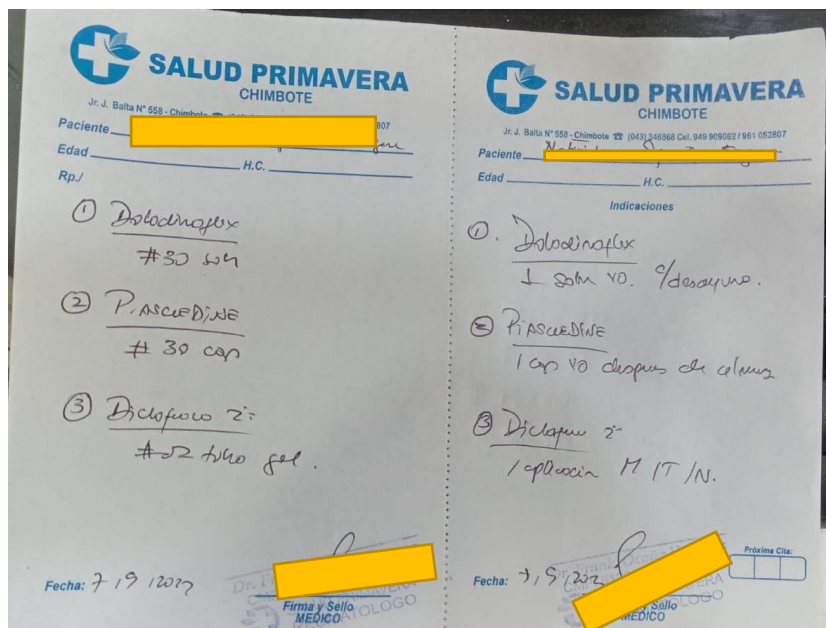 SALUD PRIMAVERA
CHIMBOTE
Jr. J. Balta N° 558 - Chimbote ☎
807
Paciente
Edad H.C.
Rp./
① Dolodinaflex
#30 sob
② PiASCLEDiNE
# 30 cap
③ Diclofenaco 2%
#02 tubo gel.
Fecha: 7 / 9 / 2022
Firma y Sello
MEDICO
SALUD PRIMAVERA
CHIMBOTE
Jr. J. Balta N° 558 - Chimbote ☎ (043) 346868 Cel. 949 909062 / 961 052807
Paciente
Edad H.C.
Indicaciones
①. Dolodinaflex
1 sobre VO. c/desayuno.
② PiASCLEDINE
1 cap VO despues de almuerzo
③ Diclofenaco 2%
1 aplicación M/T/N.
Próxima Cita:
Fecha: 7 / 9 / 2022
Sello
MEDICO